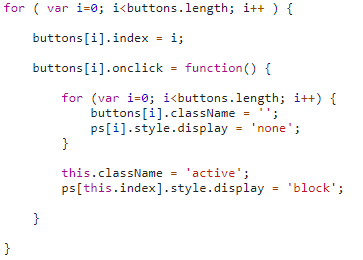 for ( var i=0; i<buttons.length; i++ ) {
buttons[i].index = i;
buttons[i].onclick = function() {
for (var i=0; i<buttons.length; i++) {
buttons[i].className = '';
ps[i].style.display = 'none';
}
this.className = 'active';
ps[this.index].style.display = 'block';
}
}